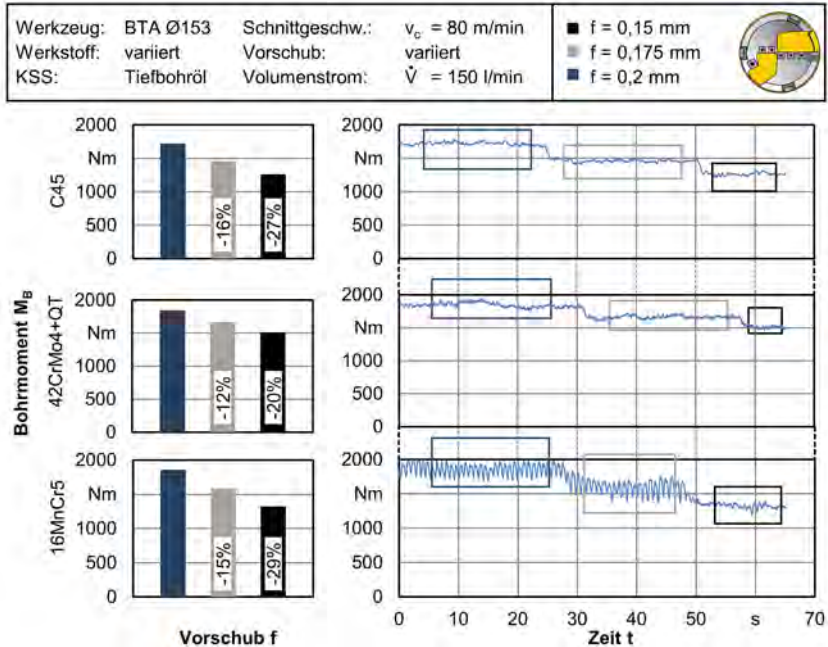 Werkzeug: BTA Ø153 Schnittgeschw.: v_c = 80 m/min
Werkstoff: variiert Vorschub: variiert
KSS: Tiefbohröl Volumenstrom: V̇ = 150 l/min
f = 0,15 mm
f = 0,175 mm
f = 0,2 mm
Bohrmoment M_B
C45
2000
Nm
1000
500
0
-16%
-27%
42CrMo4+QT
2000
Nm
1000
500
0
-12%
-20%
16MnCr5
2000
Nm
1000
500
0
-15%
-29%
Vorschub f
2000
Nm
1000
500
0
2000
Nm
1000
500
0
2000
Nm
1000
500
0
0 10 20 30 40 50 s 70
Zeit t